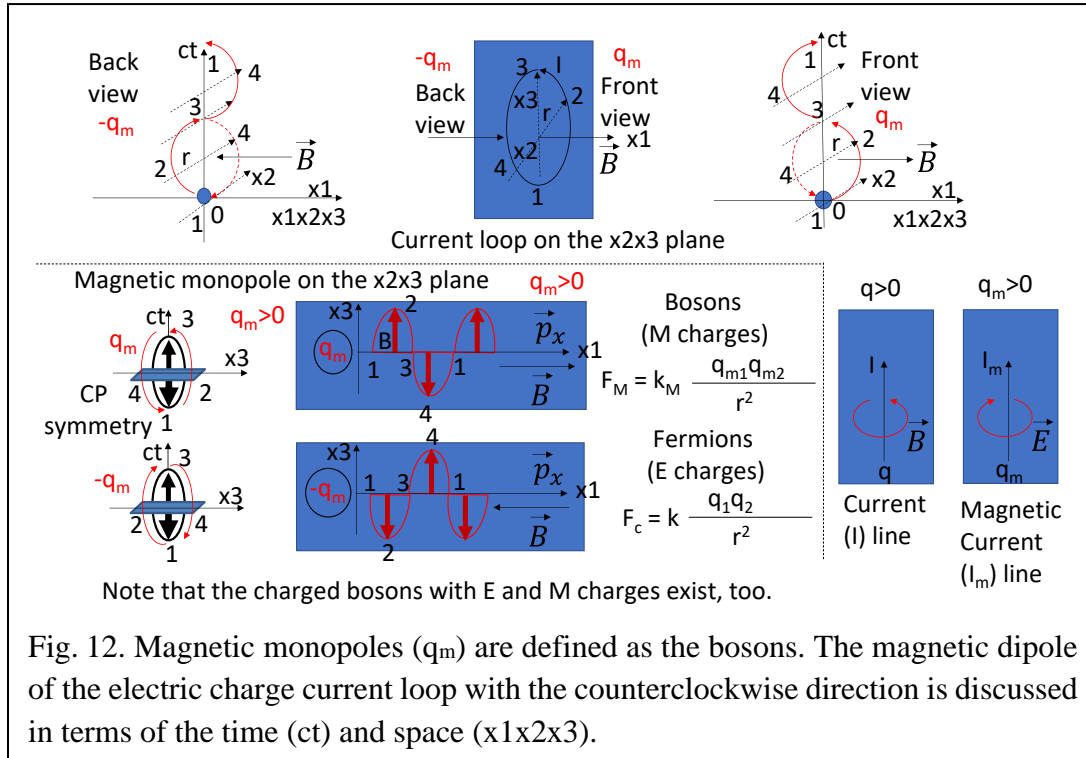 Back view -qm
ct
1
4
3
4
2
r
B
x2
x1
1
0
x1x2x3
-qm
Back view
3
I
x3
r
2
x2
4
1
qm
Front view
x1
B
ct
1
4
3
Front view
qm
2
r
4
B
x2
x1
1
0
x1x2x3
Current loop on the x2x3 plane
Magnetic monopole on the x2x3 plane
qm>0
qm>0
ct
3
qm
x3
4
2
1
CP symmetry
ct
3
-qm
x3
2
4
1
x3
2
qm
B
px
x1
1
3
1
B
4
4
x3
-qm
1
3
1
px
x1
B
2
Bosons
(M charges)
F_M = k_M q_m1q_m2 / r²
Fermions
(E charges)
F_c = k q_1q_2 / r²
q>0
I
B
q
Current
(I) line
qm>0
Im
E
qm
Magnetic
Current
(Im) line
Note that the charged bosons with E and M charges exist, too.
Fig. 12. Magnetic monopoles (qm) are defined as the bosons. The magnetic dipole
of the electric charge current loop with the counterclockwise direction is discussed
in terms of the time (ct) and space (x1x2x3).